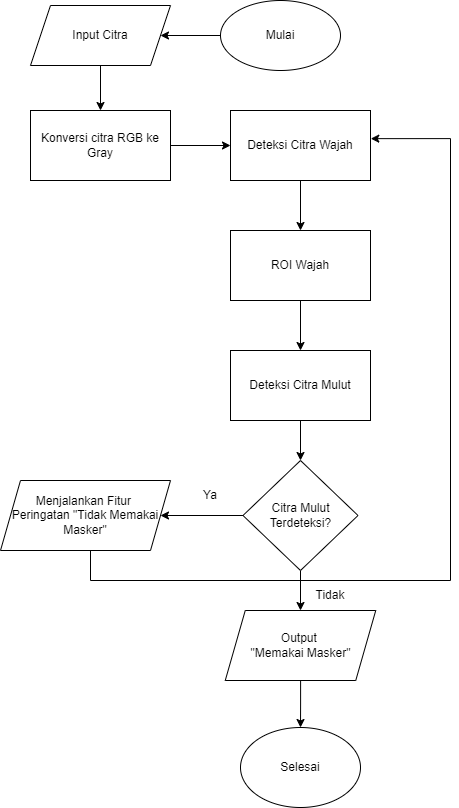 Mulai
Input Citra
Konversi citra RGB ke
Gray
Deteksi Citra Wajah
ROI Wajah
Deteksi Citra Mulut
Citra Mulut
Terdeteksi?
Ya
Menjalankan Fitur
Peringatan "Tidak Memakai
Masker"
Tidak
Output
"Memakai Masker"
Selesai